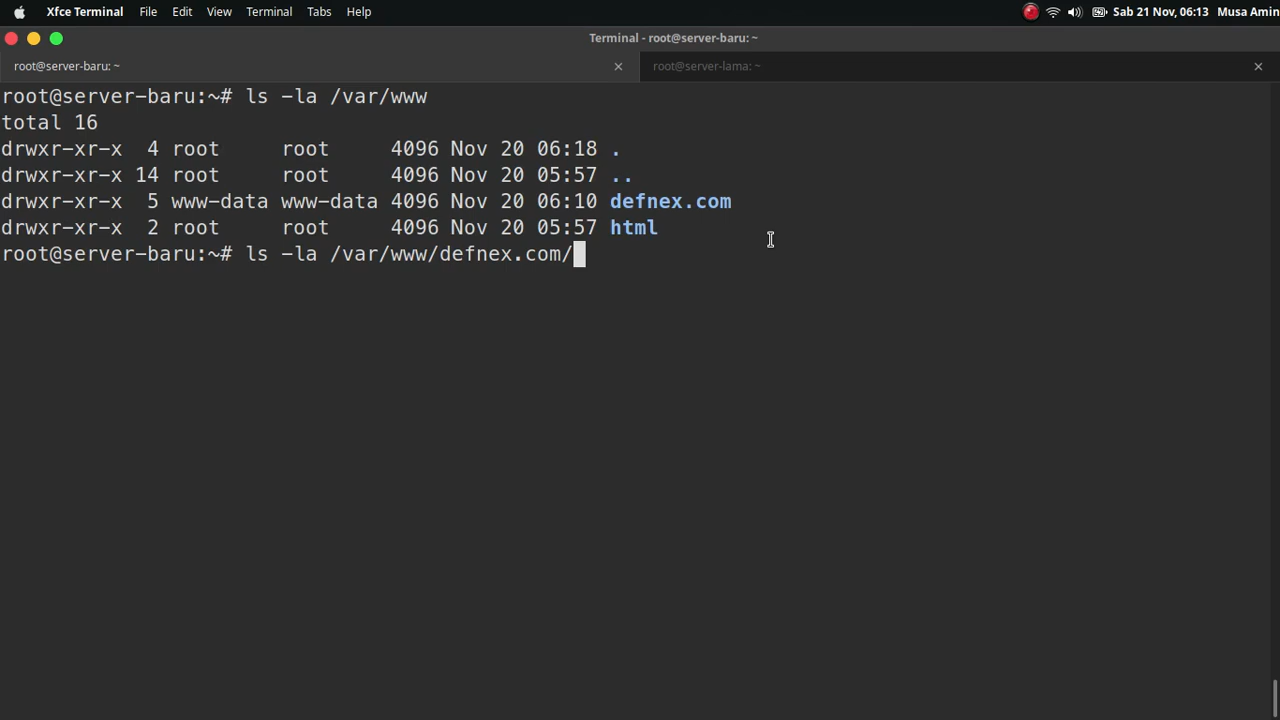 Xfce Terminal File Edit View Terminal Tabs Help Sab 21 Nov, 06:13 Musa Amin
Terminal - root@server-baru: ~
root@server-baru: ~ root@server-lama: ~
root@server-baru:~# ls -la /var/www
total 16
drwxr-xr-x 4 root root 4096 Nov 20 06:18 .
drwxr-xr-x 14 root root 4096 Nov 20 05:57 ..
drwxr-xr-x 5 www-data www-data 4096 Nov 20 06:10 defnex.com
drwxr-xr-x 2 root root 4096 Nov 20 05:57 html
root@server-baru:~# ls -la /var/www/defnex.com/